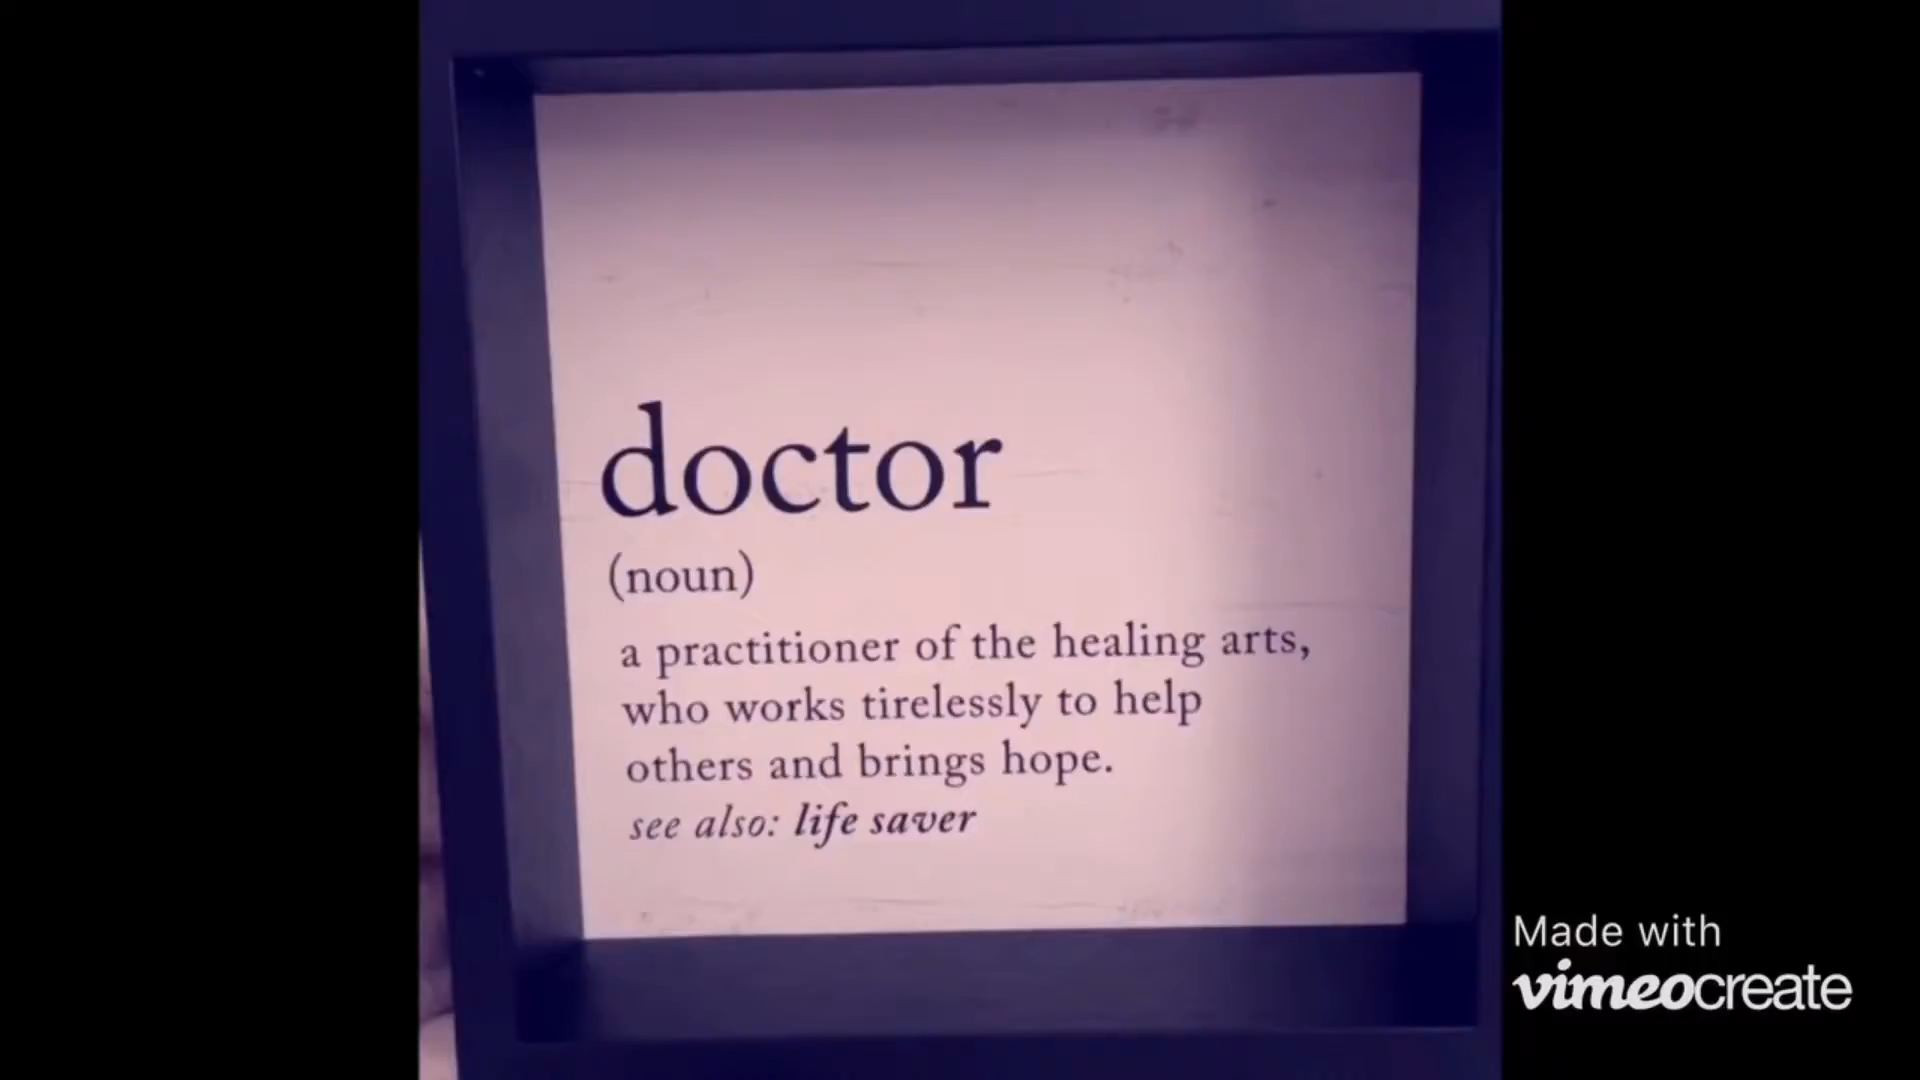 doctor
(noun)
a practitioner of the healing arts,
who works tirelessly to help
others and brings hope.
see also: life saver
Made with
vimeocreate